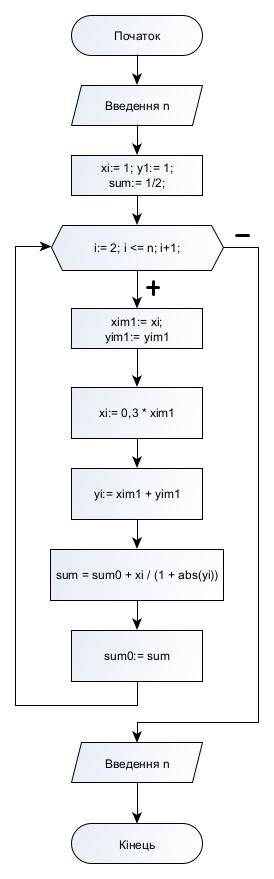 Початок
Введення n
xi:= 1; y1:= 1;
sum:= 1/2;
i:= 2; i <= n; i+1;
−
+
xim1:= xi;
yim1:= yim1
xi:= 0,3 * xim1
yi:= xim1 + yim1
sum = sum0 + xi / (1 + abs(yi))
sum0:= sum
Введення n
Кінець